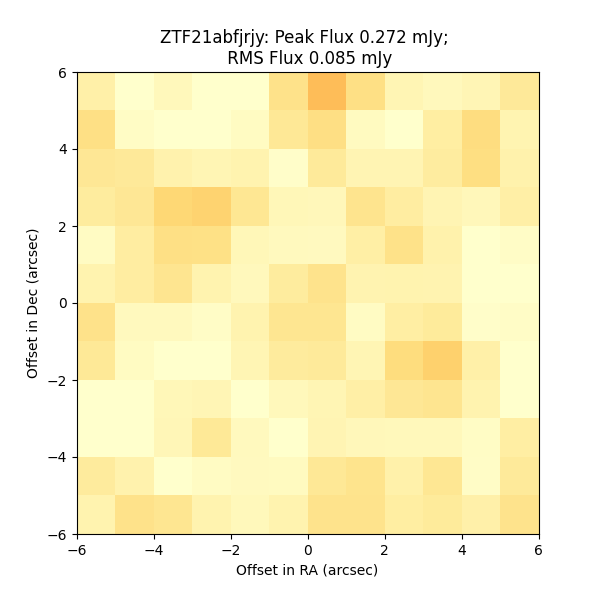 ZTF21abfjrjy: Peak Flux 0.272 mJy;
RMS Flux 0.085 mJy
6
4
2
0
−2
−4
−6
Offset in Dec (arcsec)
−6 −4 −2 0 2 4 6
Offset in RA (arcsec)